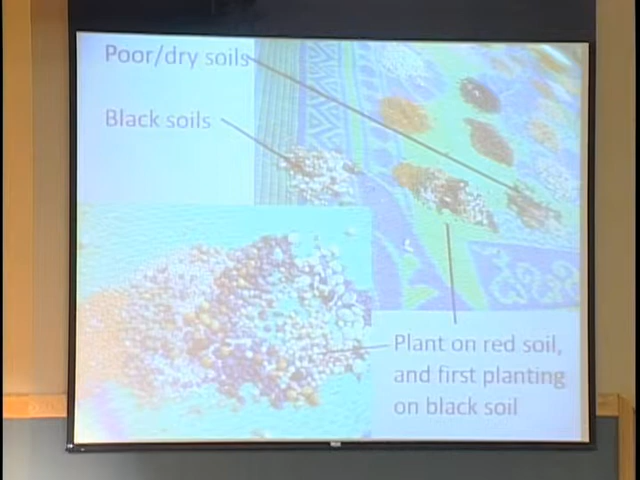 Poor/dry soils
Black soils
Plant on red soil,
and first planting
on black soil